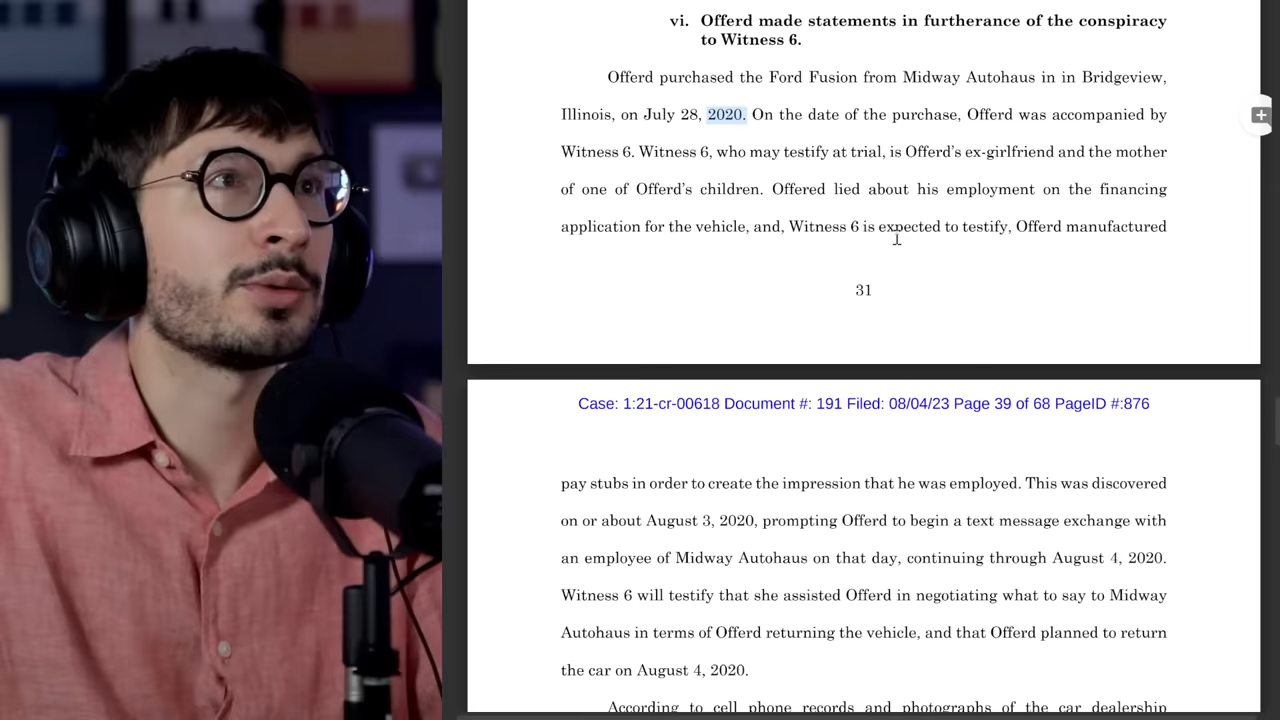 vi. Offerd made statements in furtherance of the conspiracy
to Witness 6.
Offerd purchased the Ford Fusion from Midway Autohaus in in Bridgeview,
Illinois, on July 28, 2020. On the date of the purchase, Offerd was accompanied by
Witness 6. Witness 6, who may testify at trial, is Offerd’s ex-girlfriend and the mother
of one of Offerd’s children. Offered lied about his employment on the financing
application for the vehicle, and, Witness 6 is expected to testify, Offerd manufactured
31
Case: 1:21-cr-00618 Document #: 191 Filed: 08/04/23 Page 39 of 68 PageID #:876
pay stubs in order to create the impression that he was employed. This was discovered
on or about August 3, 2020, prompting Offerd to begin a text message exchange with
an employee of Midway Autohaus on that day, continuing through August 4, 2020.
Witness 6 will testify that she assisted Offerd in negotiating what to say to Midway
Autohaus in terms of Offerd returning the vehicle, and that Offerd planned to return
the car on August 4, 2020.
According to cell phone records and photographs of the car dealership